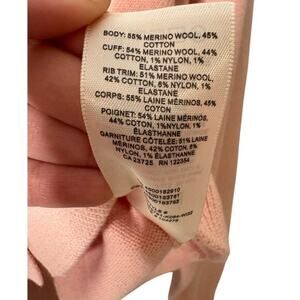 BODY: 55% MERINO WOOL, 45%
COTTON
CUFF: 54% MERINO WOOL, 44%
COTTON, 1% NYLON, 1%
ELASTANE
RIB TRIM: 51% MERINO WOOL,
42% COTTON, 6% NYLON, 1%
ELASTANE
CORPS: 55% LAINE MÉRINOS, 45%
COTON
POIGNET: 54% LAINE MÉRINOS,
44% COTON, 1%NYLON, 1%
ÉLASTHANNE
GARNITURE CÔTELÉE: 51% LAINE
MÉRINOS, 42% COTON, 6%
NYLON, 1% ÉLASTHANNE
CA 23725 RN 122354